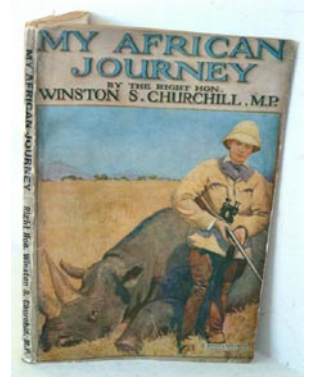 MY AFRICAN
JOURNEY
BY THE RIGHT HON.
WINSTON S. CHURCHILL. M.P.
MY AFRICAN JOURNEY. Right Hon. Winston S. Churchill, M.P.